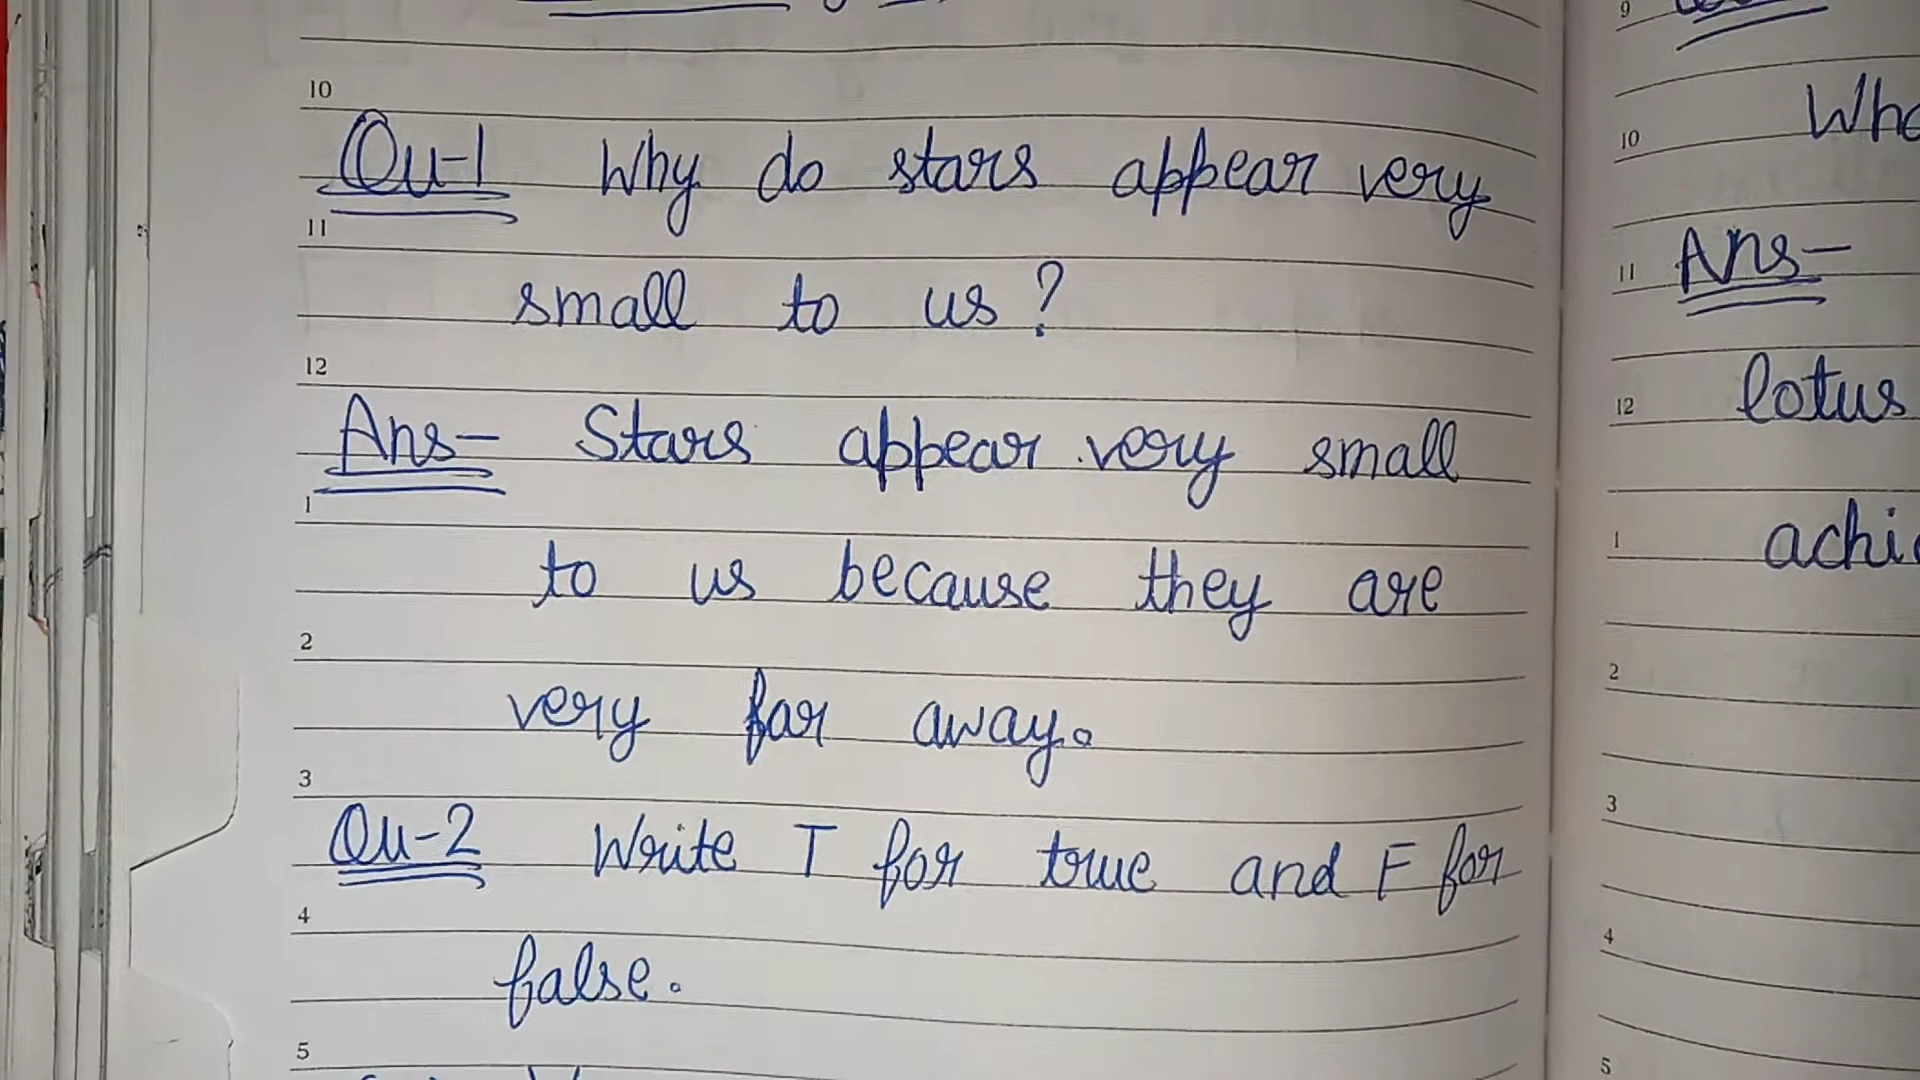 10
Qu-1 Why do stars appear very
11
small to us?
12
Ans- Stars appear very small
1
to us because they are
2
very far away.
3
Qu-2 Write T for true and F for
4
false.
5
9
10
11 Ans-
12 lotus
1
2
3
4
5